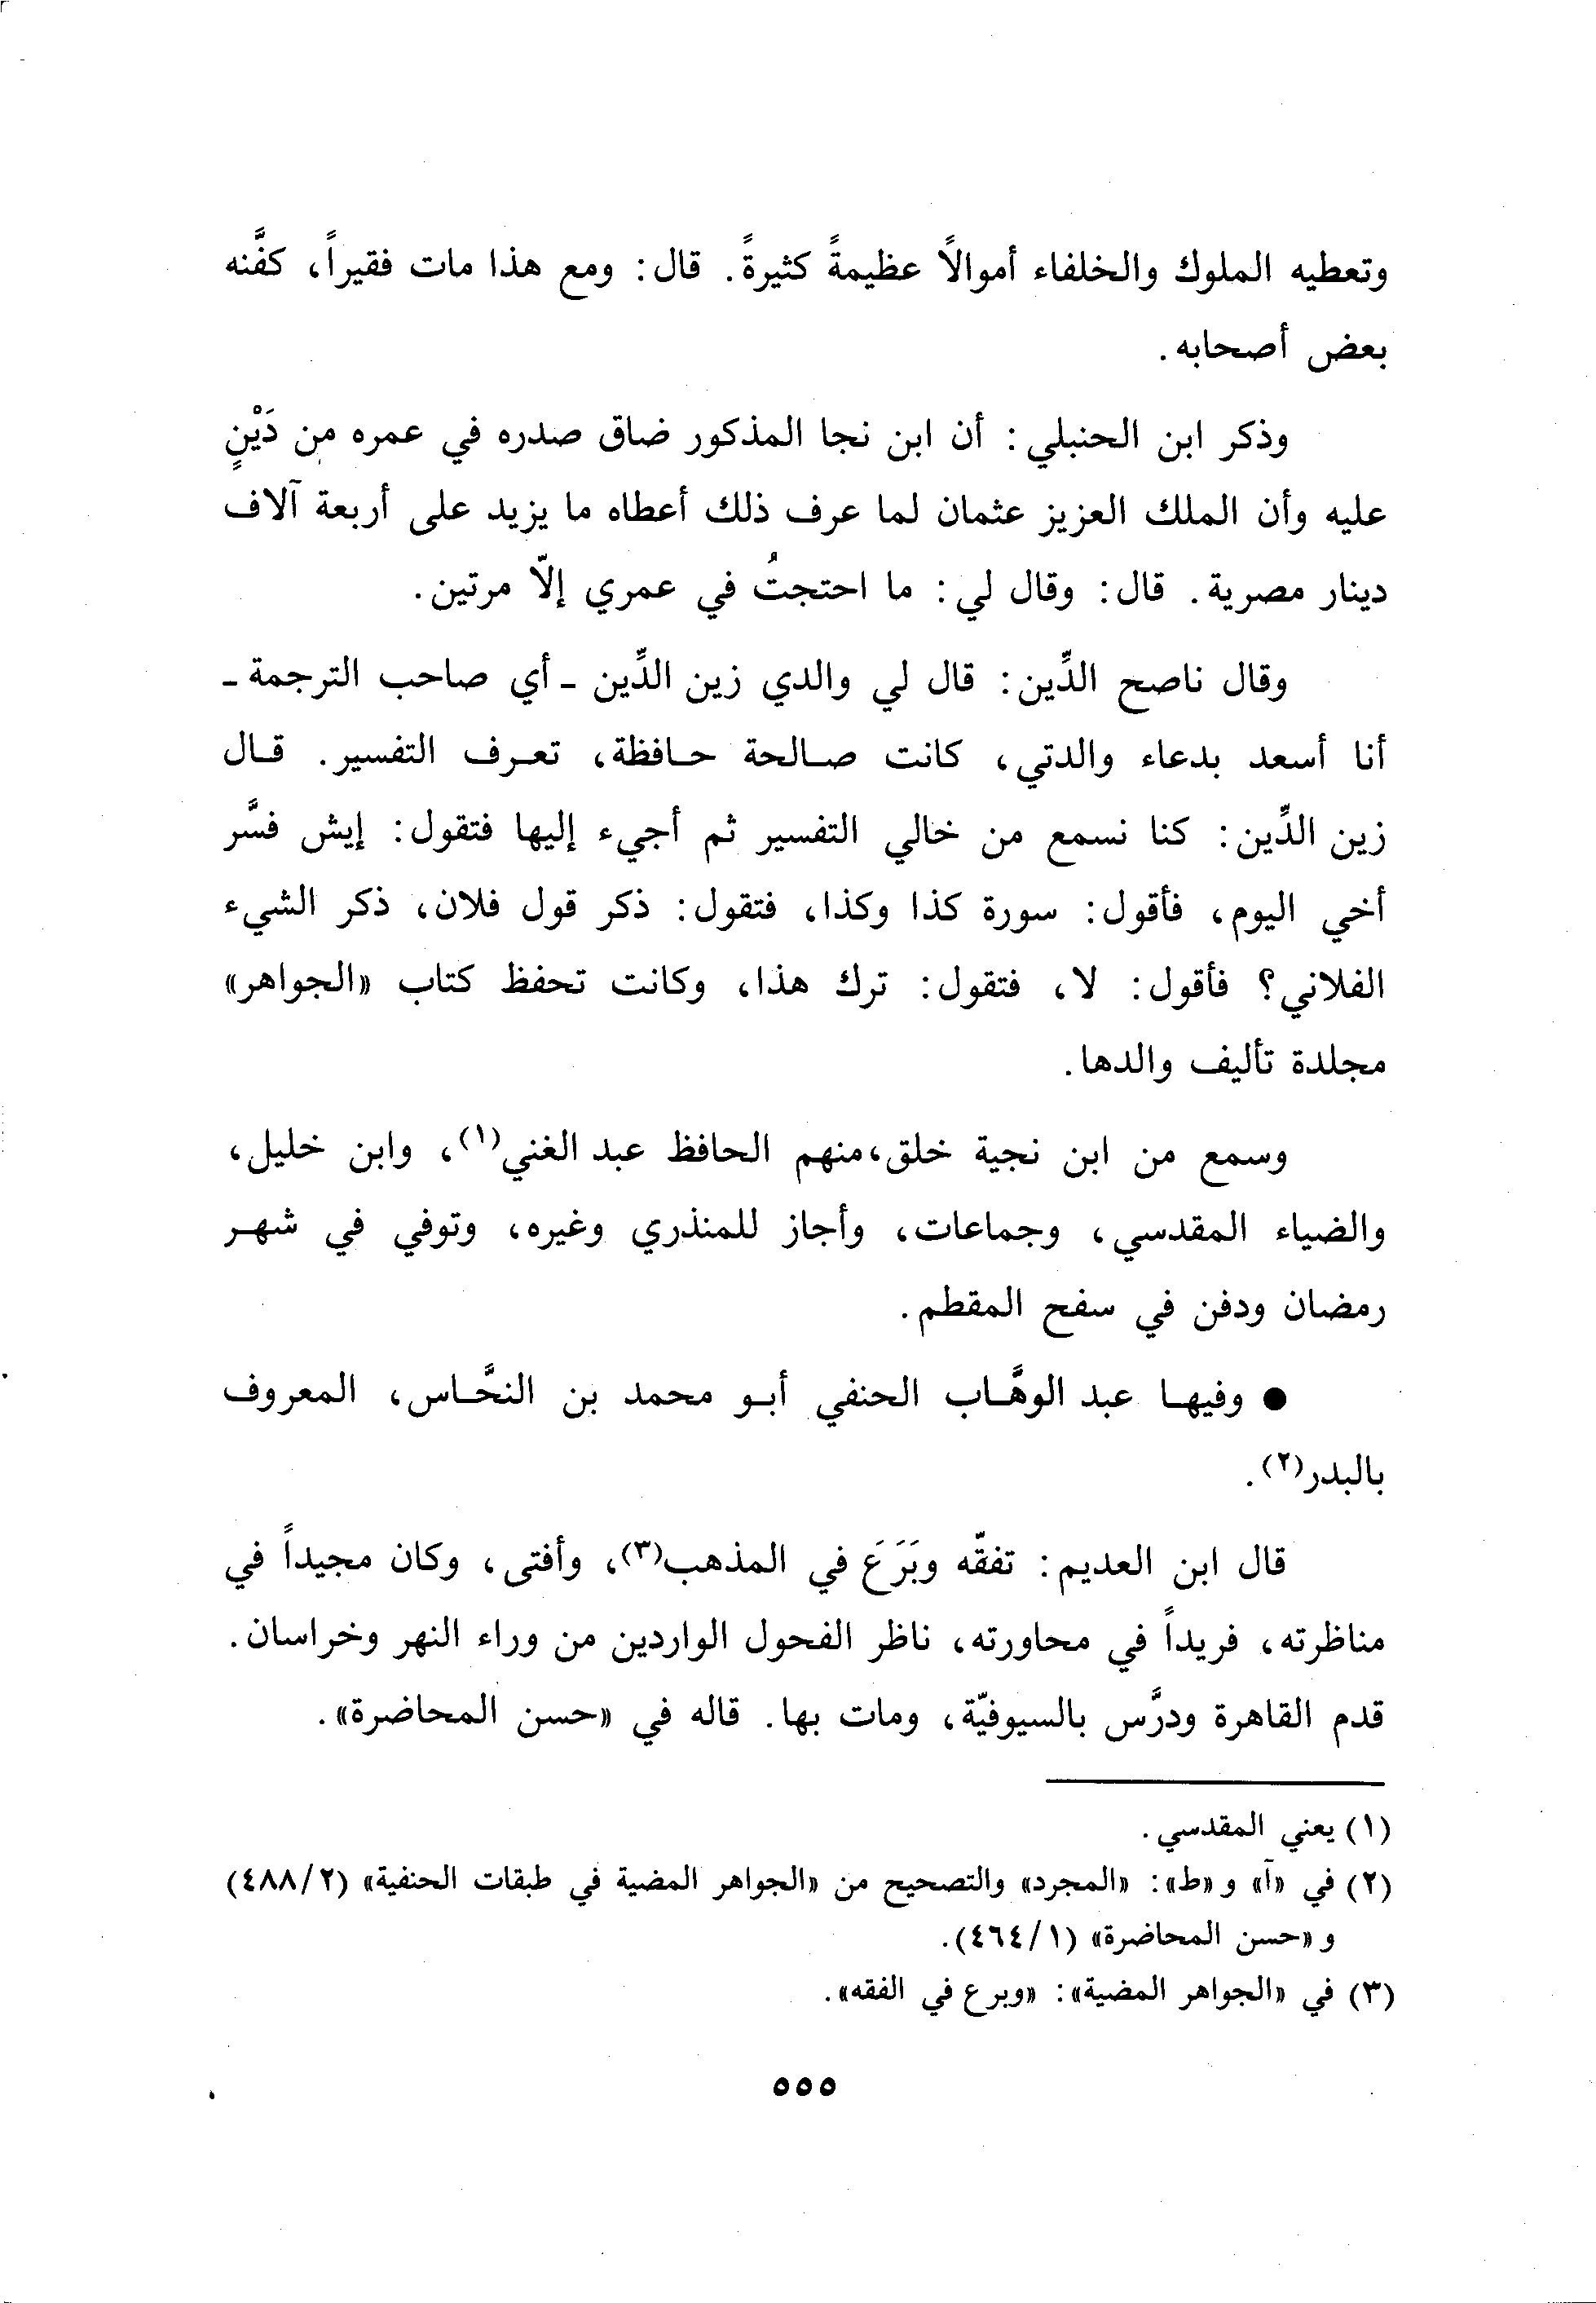 وتعطيه الملوك والخلفاء أموالاً عظيمةً كثيرةً. قال: ومع هذا مات فقيراً، كفَّنه
بعض أصحابه.
وذكر ابن الحنبلي: أن ابن نجا المذكور ضاق صدره في عمره من دَيْنٍ
عليه وأن الملك العزيز عثمان لما عرف ذلك أعطاه ما يزيد على أربعة آلاف
دينار مصرية. قال: وقال لي: ما احتجتُ في عمري إلّا مرتين.
وقال ناصح الدِّين: قال لي والدي زين الدِّين ـ أي صاحب الترجمة ـ
أنا أسعد بدعاء والدتي، كانت صالحة حافظة، تعرف التفسير. قال
زين الدِّين: كنا نسمع من خالي التفسير ثم أجيء إليها فتقول: إيش فسَّر
أخي اليوم، فأقول: سورة كذا وكذا، فتقول: ذكر قول فلان، ذكر الشيء
الفلاني؟ فأقول: لا، فتقول: ترك هذا، وكانت تحفظ كتاب «الجواهر»
مجلدة تأليف والدها.
وسمع من ابن نجية خلق،منهم الحافظ عبد الغني(١)، وابن خليل،
والضياء المقدسي، وجماعات، وأجاز للمنذري وغيره، وتوفي في شهر
رمضان ودفن في سفح المقطم.
● وفيها عبد الوهَّاب الحنفي أبو محمد بن النحَّاس، المعروف
بالبدر(٢).
قال ابن العديم: تفقّه وبَرَعَ في المذهب(٣)، وأفتى، وكان مجيداً في
مناظرته، فريداً في محاورته، ناظر الفحول الواردين من وراء النهر وخراسان.
قدم القاهرة ودرَّس بالسيوفيّة، ومات بها. قاله في «حسن المحاضرة».
(١) يعني المقدسي.
(٢) في «آ» و «ط»: «المجرد» والتصحيح من «الجواهر المضية في طبقات الحنفية» (٤٨٨/٢)
و «حسن المحاضرة» (٤٦٤/١).
(٣) في «الجواهر المضية»: «وبرع في الفقه».
٥٥٥